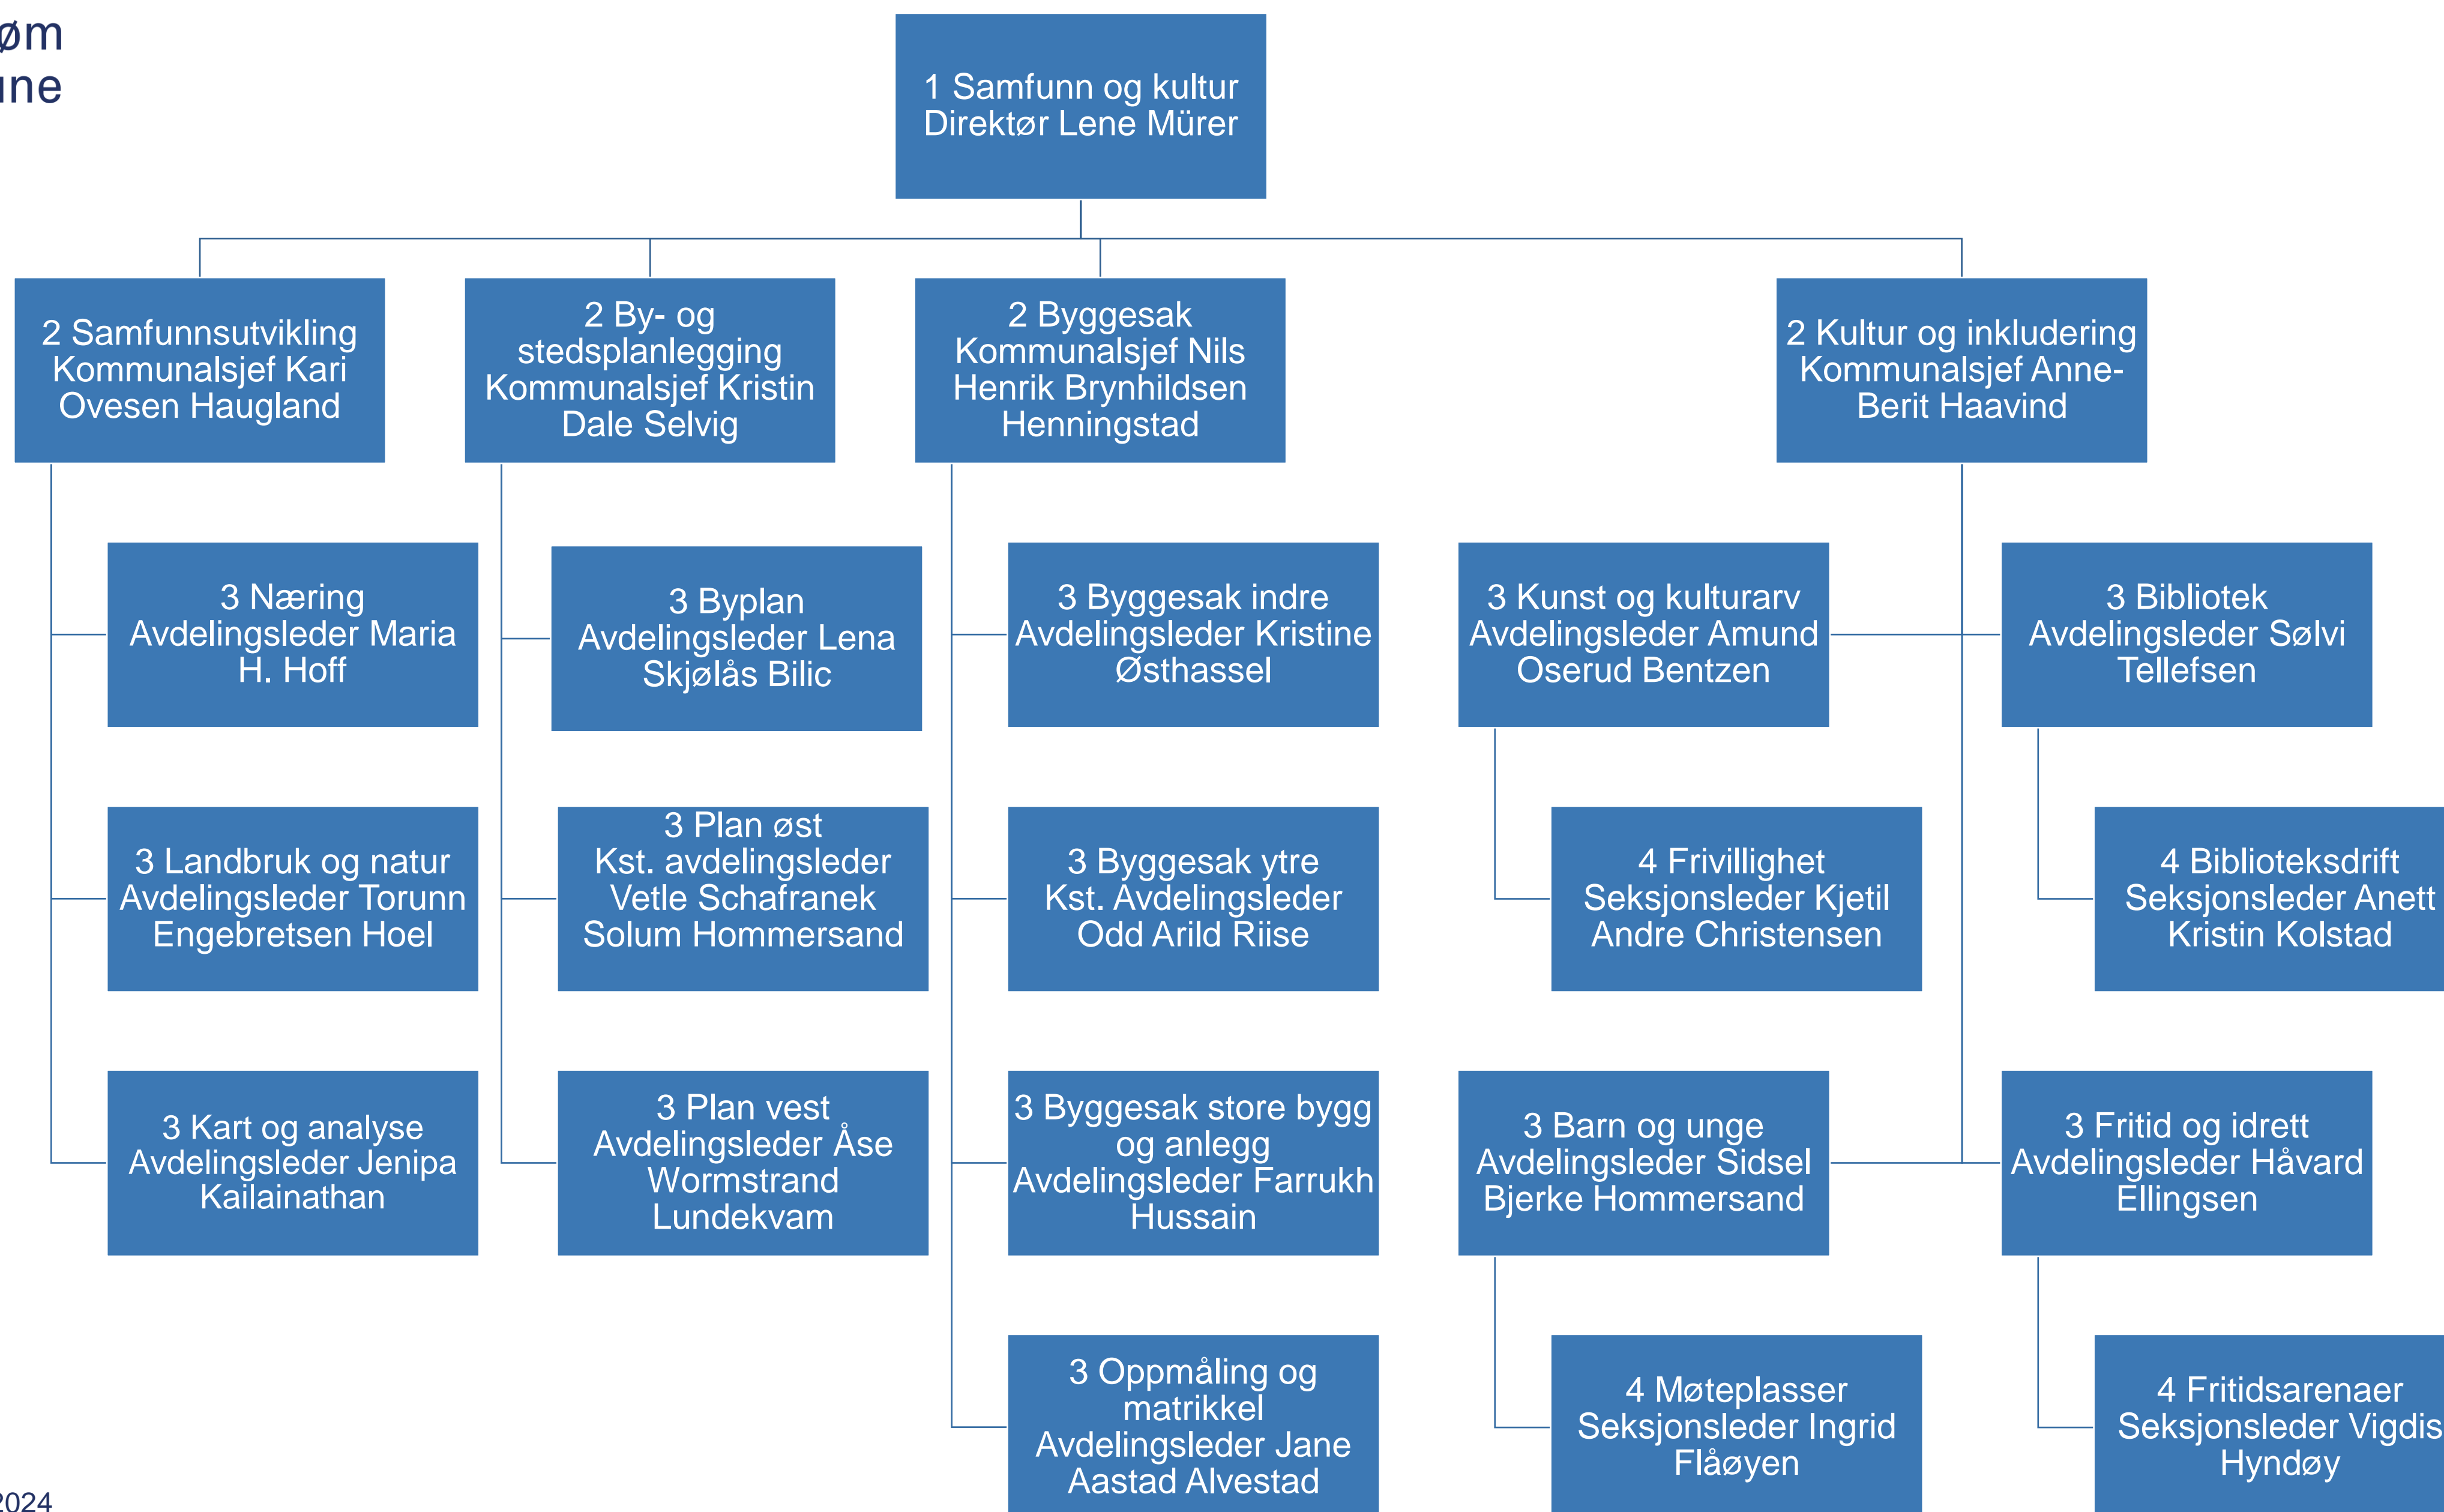 øm
une
1 Samfunn og kultur
Direktør Lene Mürer
2 Samfunnsutvikling
Kommunalsjef Kari
Ovesen Haugland
2 By- og
stedsplanlegging
Kommunalsjef Kristin
Dale Selvig
2 Byggesak
Kommunalsjef Nils
Henrik Brynhildsen
Henningstad
2 Kultur og inkludering
Kommunalsjef Anne-
Berit Haavind
3 Næring
Avdelingsleder Maria
H. Hoff
3 Byplan
Avdelingsleder Lena
Skjølås Bilic
3 Byggesak indre
Avdelingsleder Kristine
Østhassel
3 Kunst og kulturarv
Avdelingsleder Amund
Oserud Bentzen
3 Bibliotek
Avdelingsleder Sølvi
Tellefsen
3 Landbruk og natur
Avdelingsleder Torunn
Engebretsen Hoel
3 Plan øst
Kst. avdelingsleder
Vetle Schafranek
Solum Hommersand
3 Byggesak ytre
Kst. Avdelingsleder
Odd Arild Riise
4 Frivillighet
Seksjonsleder Kjetil
Andre Christensen
4 Biblioteksdrift
Seksjonsleder Anett
Kristin Kolstad
3 Kart og analyse
Avdelingsleder Jenipa
Kailainathan
3 Plan vest
Avdelingsleder Åse
Wormstrand
Lundekvam
3 Byggesak store bygg
og anlegg
Avdelingsleder Farrukh
Hussain
3 Barn og unge
Avdelingsleder Sidsel
Bjerke Hommersand
3 Fritid og idrett
Avdelingsleder Håvard
Ellingsen
3 Oppmåling og
matrikkel
Avdelingsleder Jane
Aastad Alvestad
4 Møteplasser
Seksjonsleder Ingrid
Flåøyen
4 Fritidsarenaer
Seksjonsleder Vigdis
Hyndøy
2024